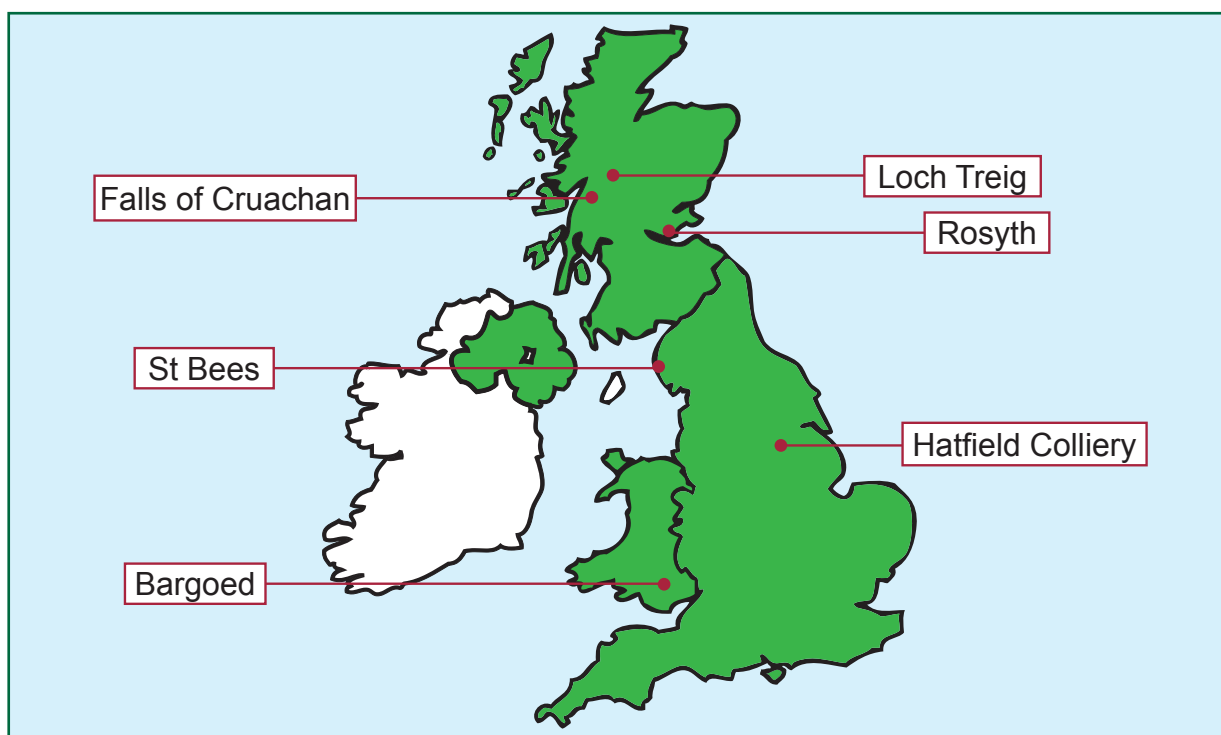 Loch Treig
Falls of Cruachan
Rosyth
St Bees
Hatfield Colliery
Bargoed